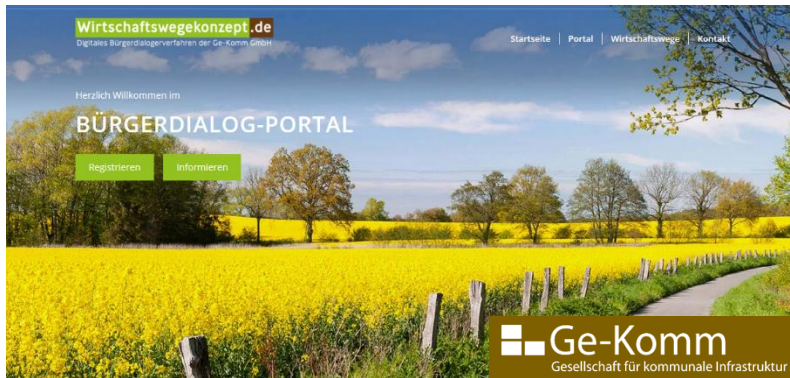 Wirtschaftswegekonzept.de
Digitales Bürgerdialogerverfahren der Ge-Komm GmbH
Startseite | Portal | Wirtschaftswege | Kontakt
Herzlich Willkommen im
BÜRGERDIALOG-PORTAL
Registrieren Informieren
Ge-Komm
Gesellschaft für kommunale Infrastruktur